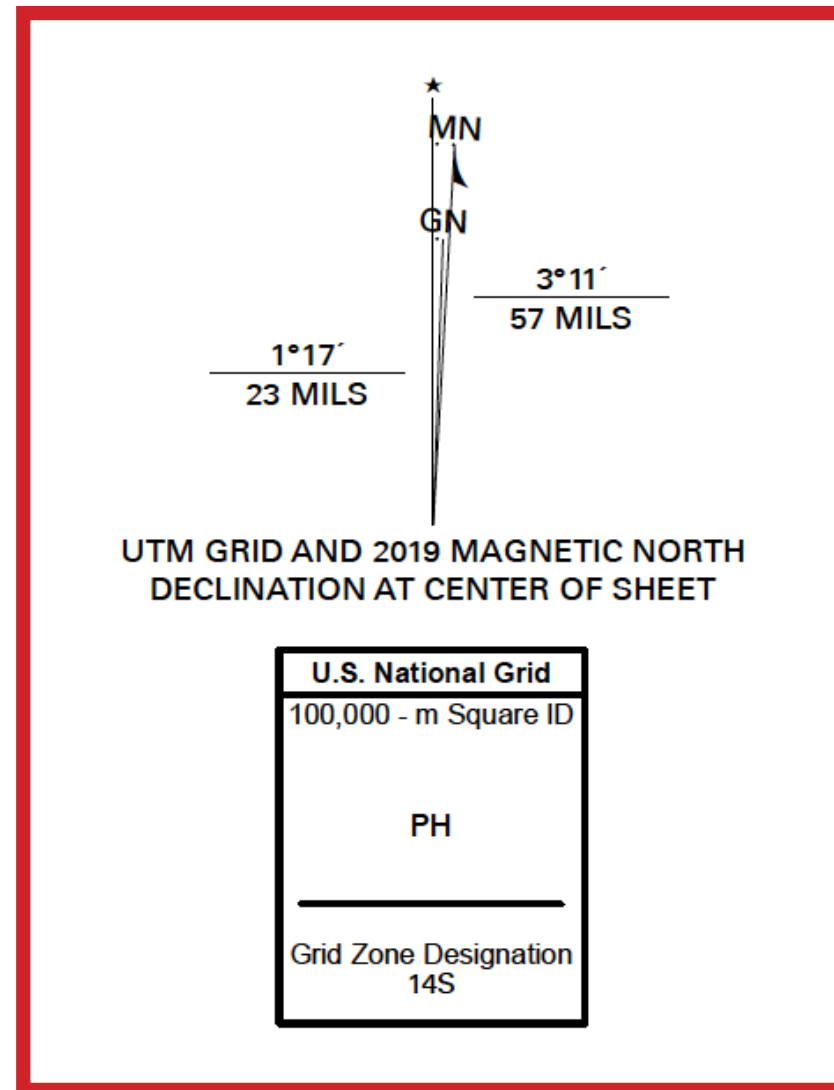 ★
MN
GN
3°11´
57 MILS
1°17´
23 MILS
UTM GRID AND 2019 MAGNETIC NORTH
DECLINATION AT CENTER OF SHEET
U.S. National Grid
100,000 - m Square ID
PH
Grid Zone Designation
14S